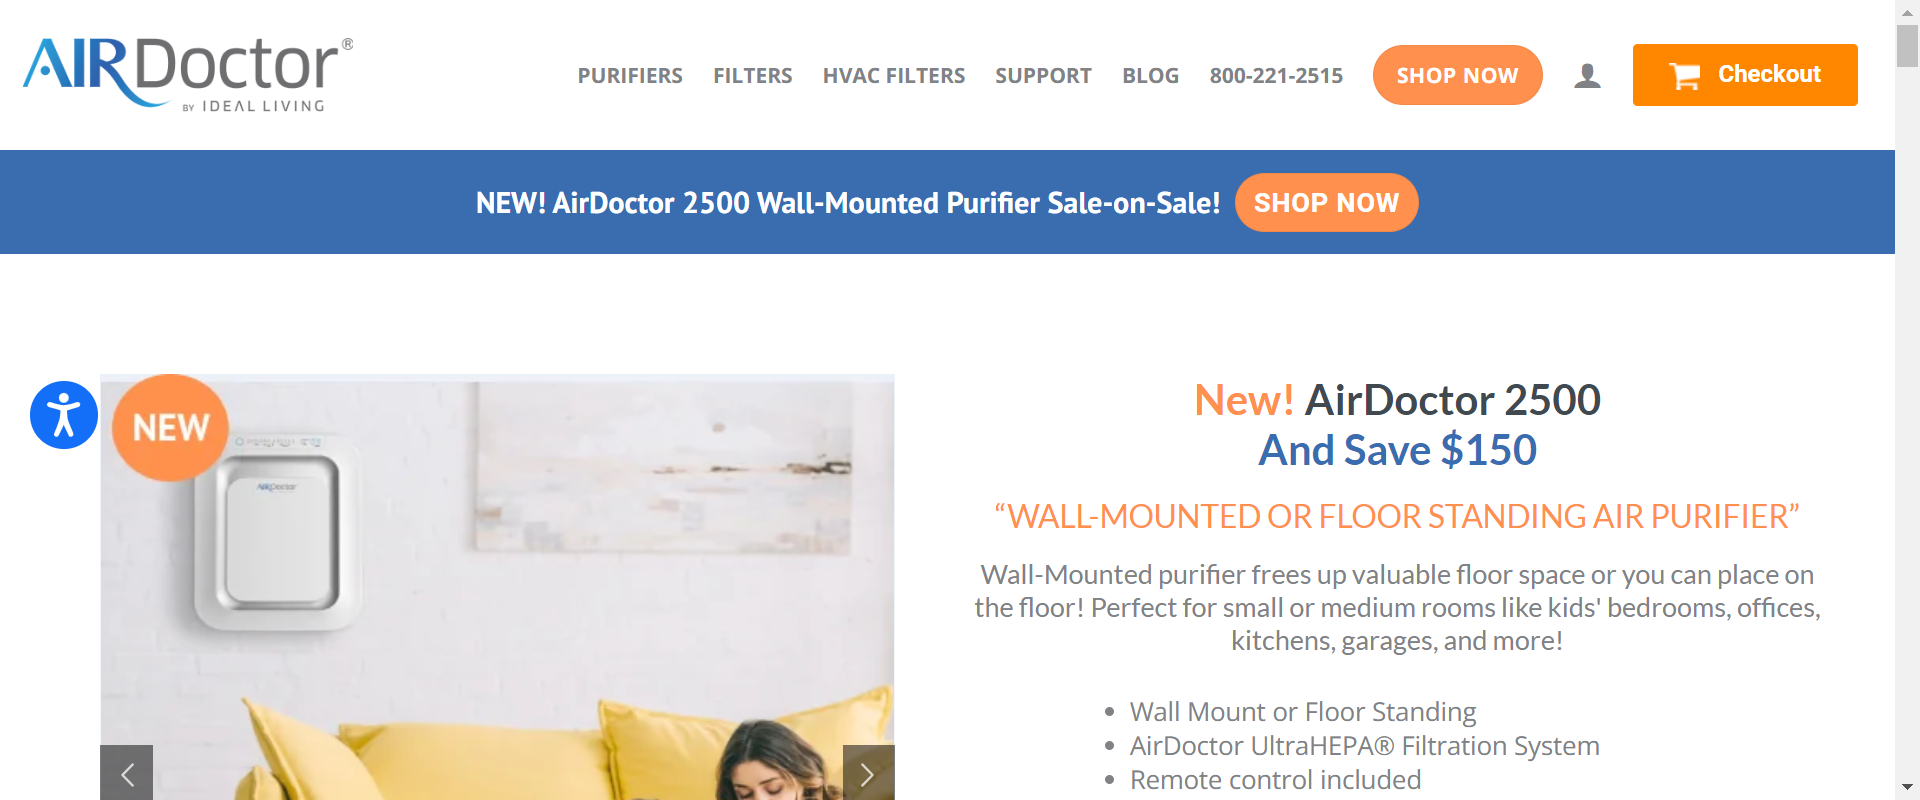 AIRDoctor®
BY IDEAL LIVING
PURIFIERS FILTERS HVAC FILTERS SUPPORT BLOG 800-221-2515 SHOP NOW Checkout
NEW! AirDoctor 2500 Wall-Mounted Purifier Sale-on-Sale! SHOP NOW
NEW
AIRDoctor
New! AirDoctor 2500
And Save $150
“WALL-MOUNTED OR FLOOR STANDING AIR PURIFIER”
Wall-Mounted purifier frees up valuable floor space or you can place on
the floor! Perfect for small or medium rooms like kids' bedrooms, offices,
kitchens, garages, and more!
• Wall Mount or Floor Standing
• AirDoctor UltraHEPA® Filtration System
• Remote control included